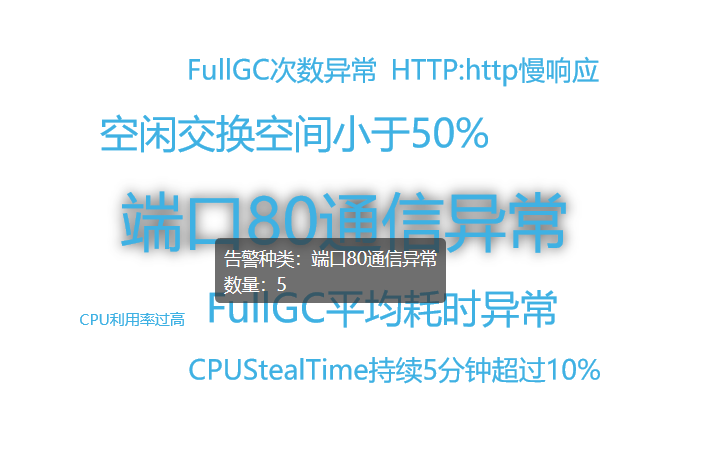 FullGC次数异常 HTTP:http慢响应
空闲交换空间小于50%
端口80通信异常
告警种类：端口80通信异常
数量：5
FullGC平均耗时异常
CPU利用率过高
CPUStealTime持续5分钟超过10%